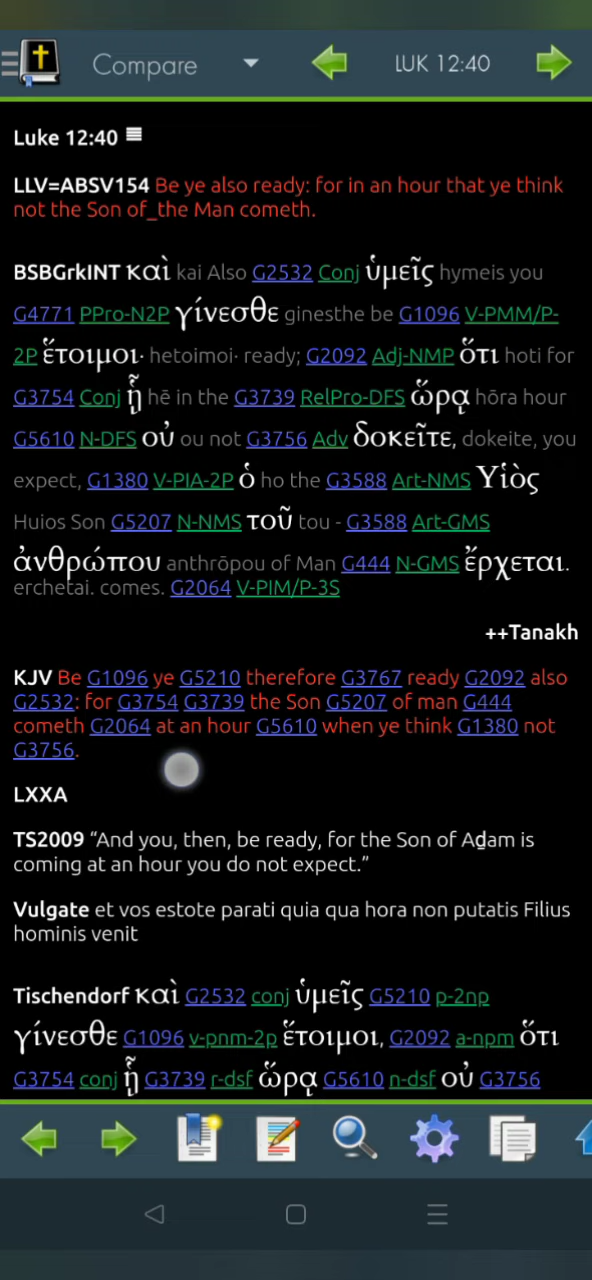 Compare
LUK 12:40
Luke 12:40
LLV=ABSV154 Be ye also ready: for in an hour that ye think
not the Son of_the Man cometh.
BSBGrkINT καὶ kai Also G2532 Conj ὑμεῖς hymeis you
G4771 PPro-N2P γίνεσθε ginesthe be G1096 V-PMM/P-
2P ἕτοιμοι· hetoimoi· ready; G2092 Adj-NMP ὅτι hoti for
G3754 Conj ᾗ hē in the G3739 RelPro-DFS ὥρᾳ hōra hour
G5610 N-DFS οὐ ou not G3756 Adv δοκεῖτε, dokeite, you
expect, G1380 V-PIA-2P ὁ ho the G3588 Art-NMS Υἱὸς
Huios Son G5207 N-NMS τοῦ tou - G3588 Art-GMS
ἀνθρώπου anthrōpou of Man G444 N-GMS ἔρχεται.
erchetai. comes. G2064 V-PIM/P-3S
++Tanakh
KJV Be G1096 ye G5210 therefore G3767 ready G2092 also
G2532: for G3754 G3739 the Son G5207 of man G444
cometh G2064 at an hour G5610 when ye think G1380 not
G3756.
LXXA
TS2009 “And you, then, be ready, for the Son of Aḏam is
coming at an hour you do not expect.”
Vulgate et vos estote parati quia qua hora non putatis Filius
hominis venit
Tischendorf καὶ G2532 conj ὑμεῖς G5210 p-2np
γίνεσθε G1096 v-pnm-2p ἕτοιμοι, G2092 a-npm ὅτι
G3754 conj ᾗ G3739 r-dsf ὥρᾳ G5610 n-dsf οὐ G3756